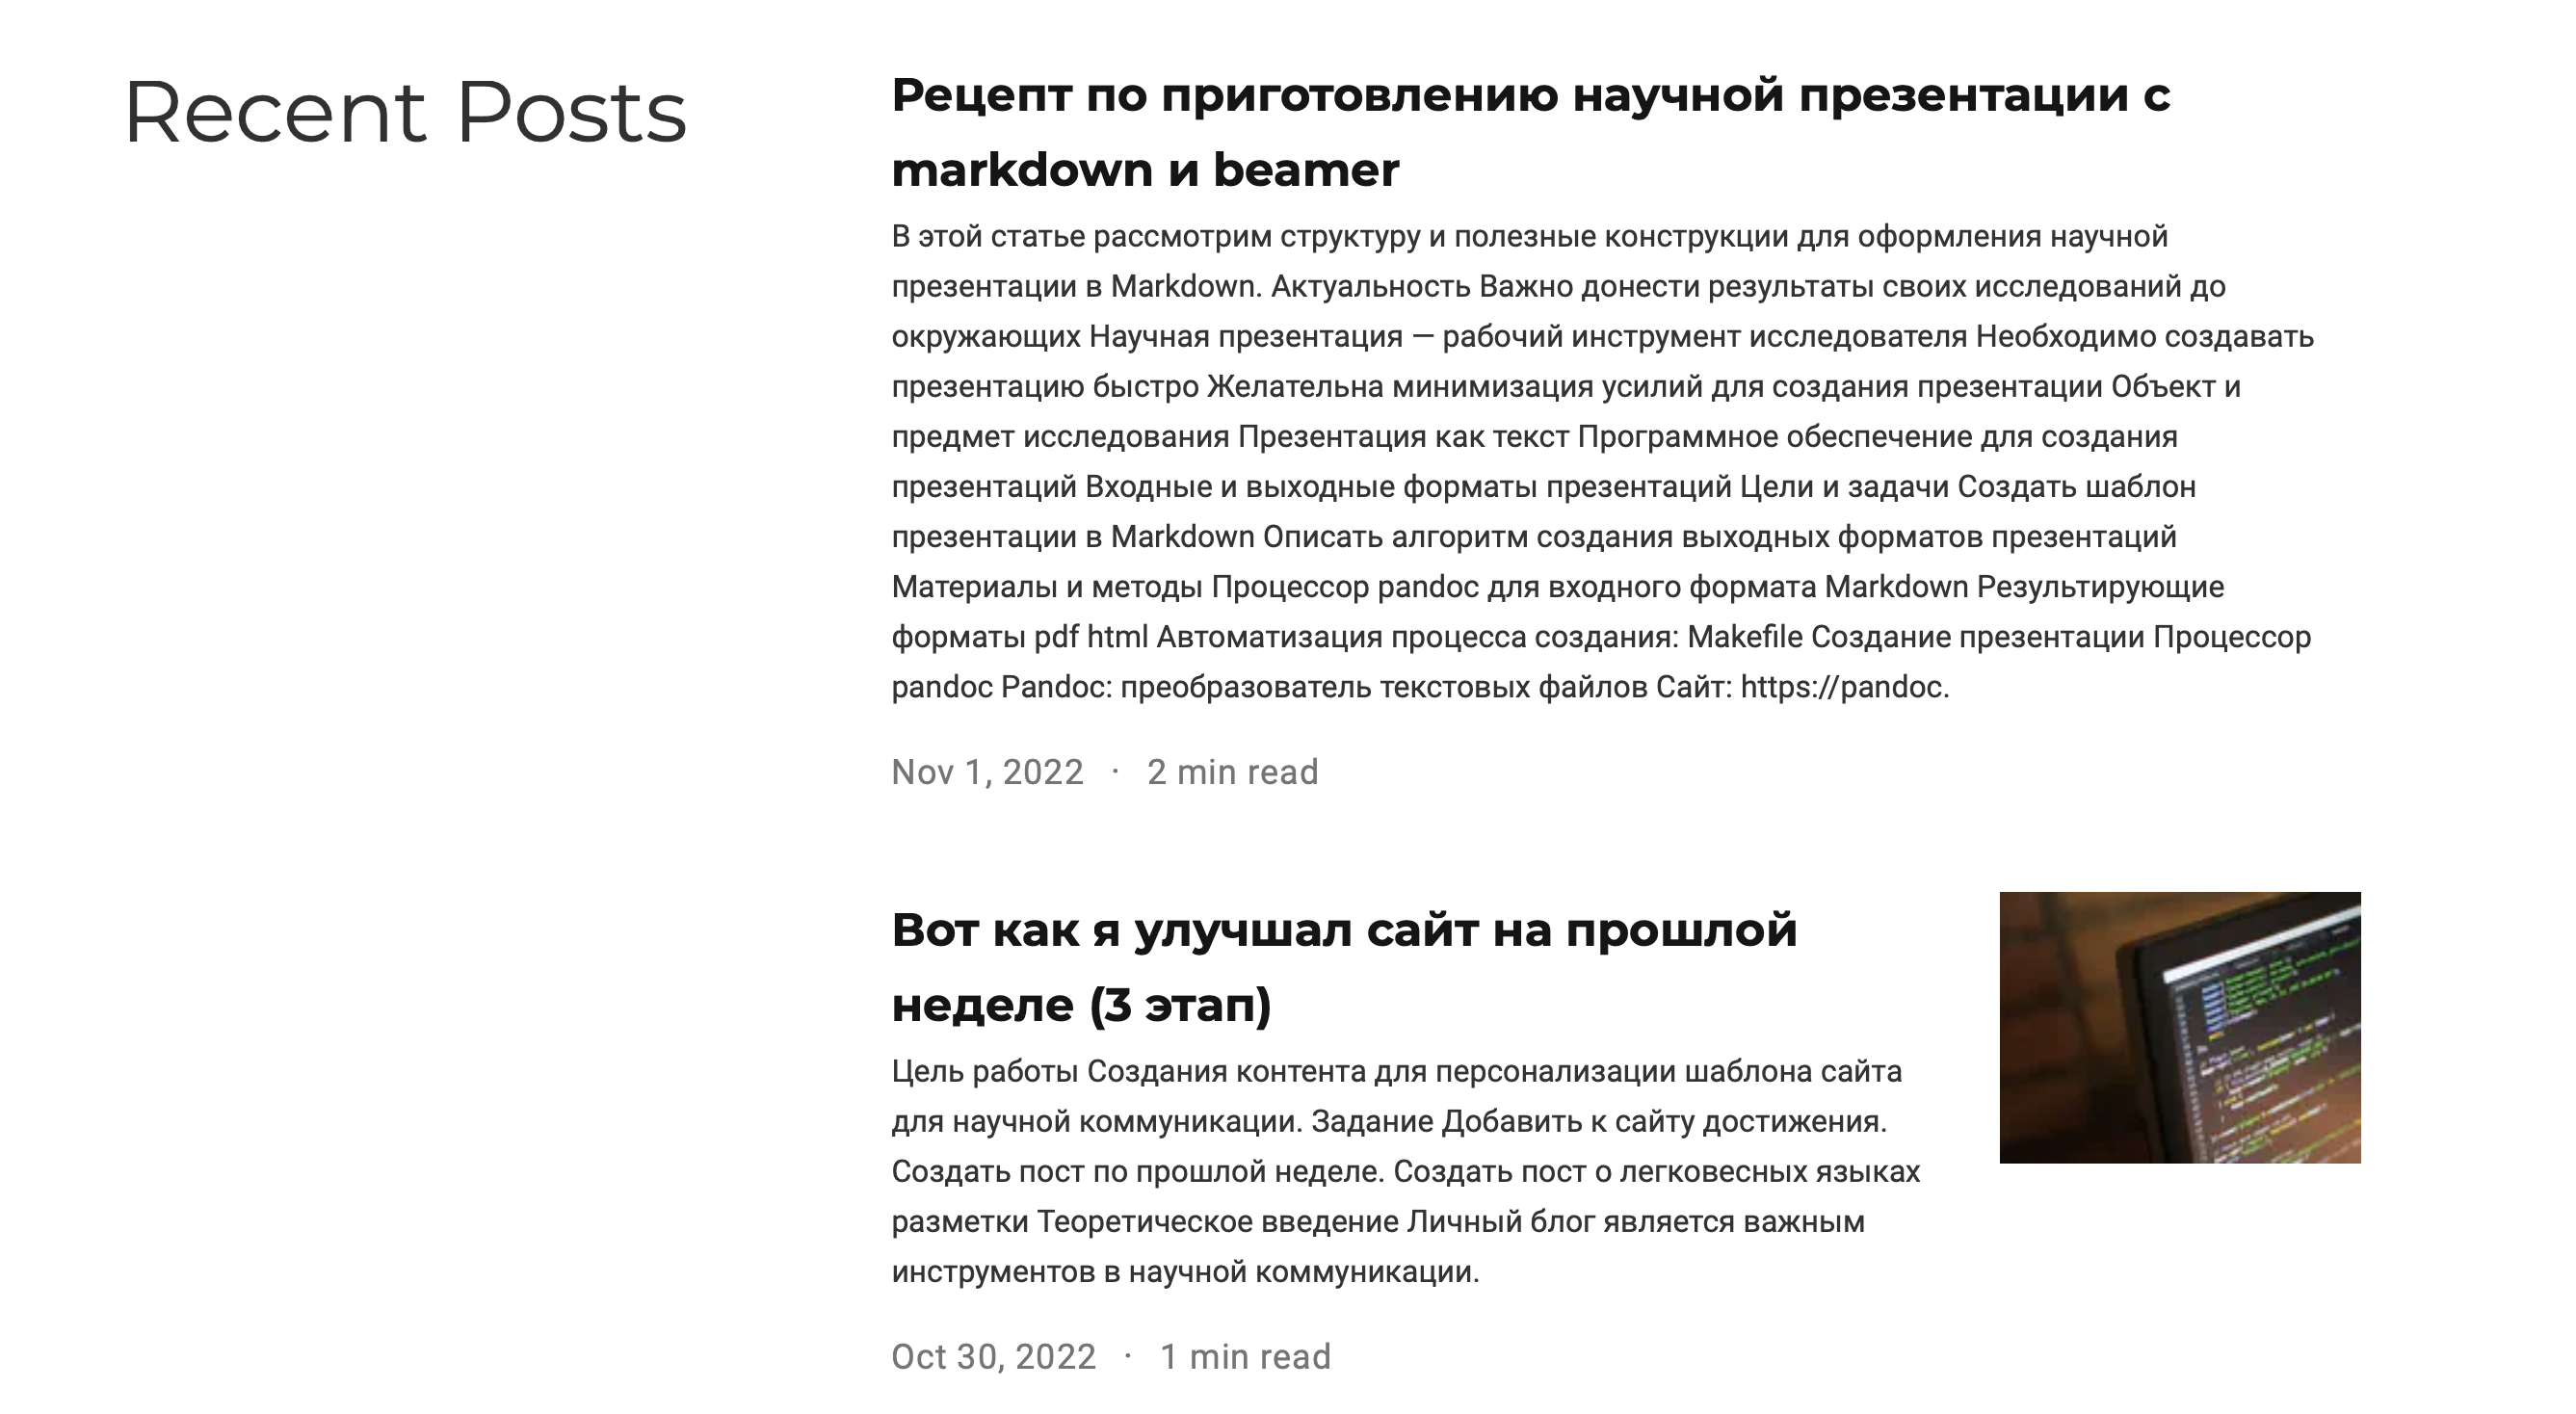 Recent Posts
Рецепт по приготовлению научной презентации с
markdown и beamer
В этой статье рассмотрим структуру и полезные конструкции для оформления научной
презентации в Markdown. Актуальность Важно донести результаты своих исследований до
окружающих Научная презентация — рабочий инструмент исследователя Необходимо создавать
презентацию быстро Желательна минимизация усилий для создания презентации Объект и
предмет исследования Презентация как текст Программное обеспечение для создания
презентаций Входные и выходные форматы презентаций Цели и задачи Создать шаблон
презентации в Markdown Описать алгоритм создания выходных форматов презентаций
Материалы и методы Процессор pandoc для входного формата Markdown Результирующие
форматы pdf html Автоматизация процесса создания: Makefile Создание презентации Процессор
pandoc Pandoc: преобразователь текстовых файлов Сайт: https://pandoc.
Nov 1, 2022 · 2 min read
Вот как я улучшал сайт на прошлой
неделе (3 этап)
Цель работы Создания контента для персонализации шаблона сайта
для научной коммуникации. Задание Добавить к сайту достижения.
Создать пост по прошлой неделе. Создать пост о легковесных языках
разметки Теоретическое введение Личный блог является важным
инструментов в научной коммуникации.
Oct 30, 2022 · 1 min read